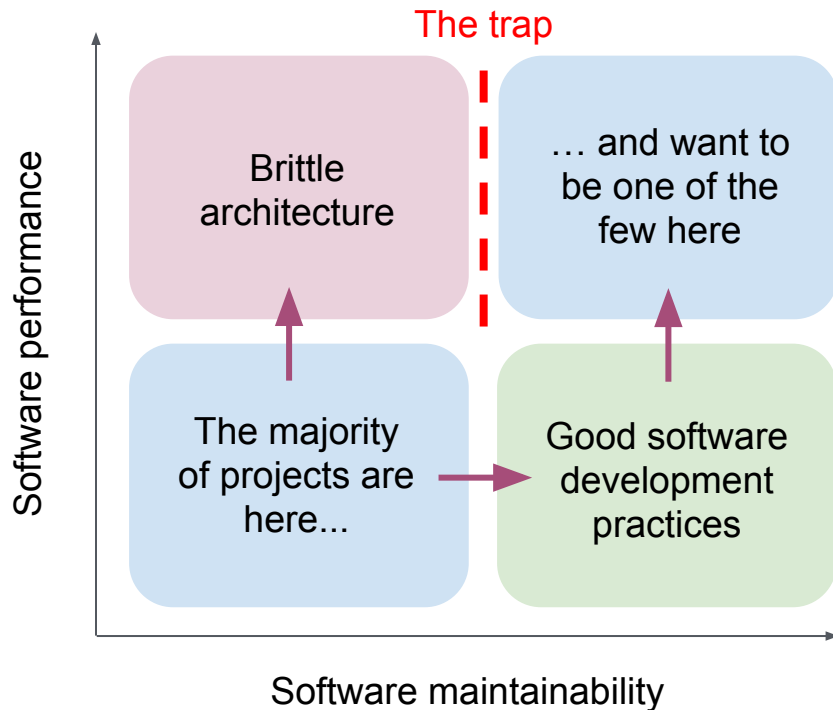 The trap
Brittle
architecture
… and want to
be one of the
few here
The majority
of projects are
here...
Good software
development
practices
Software performance
Software maintainability